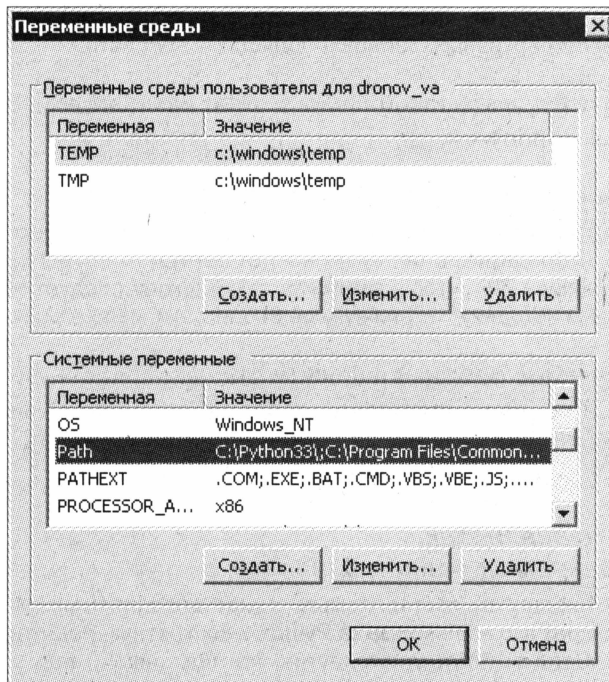 Переменные среды
Переменные среды пользователя для dronov_va
Переменная Значение
TEMP c:\windows\temp
TMP c:\windows\temp
Создать... Изменить... Удалить
Системные переменные
Переменная Значение
OS Windows_NT
Path C:\Python33\;C:\Program Files\Common...
PATHEXT .COM;.EXE;.BAT;.CMD;.VBS;.VBE;.JS;....
PROCESSOR_A... x86
Создать... Изменить... Удалить
OK Отмена